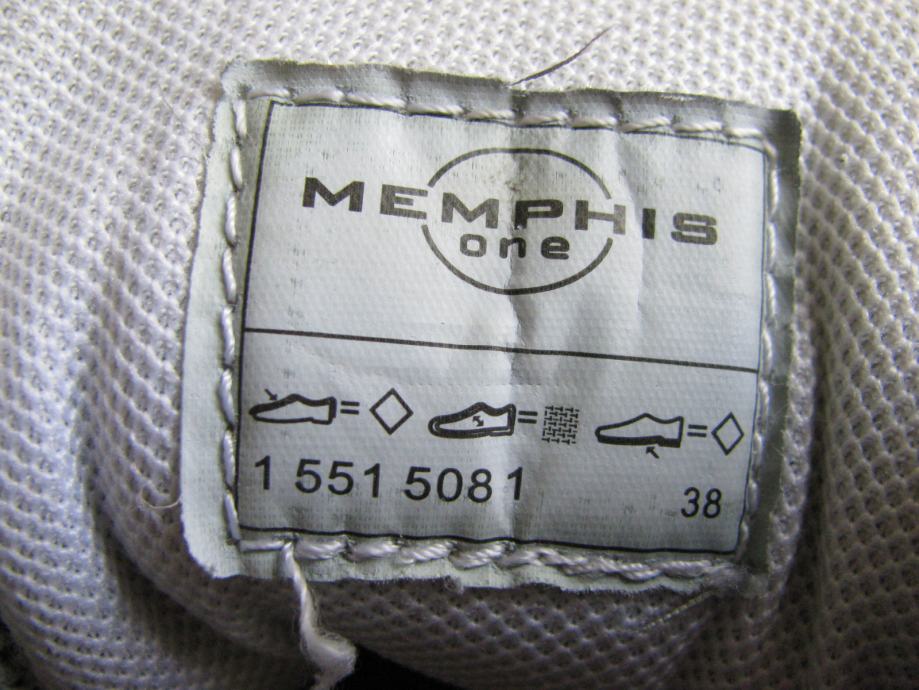 MEMPHIS
one
= = =
1 551 5081 38